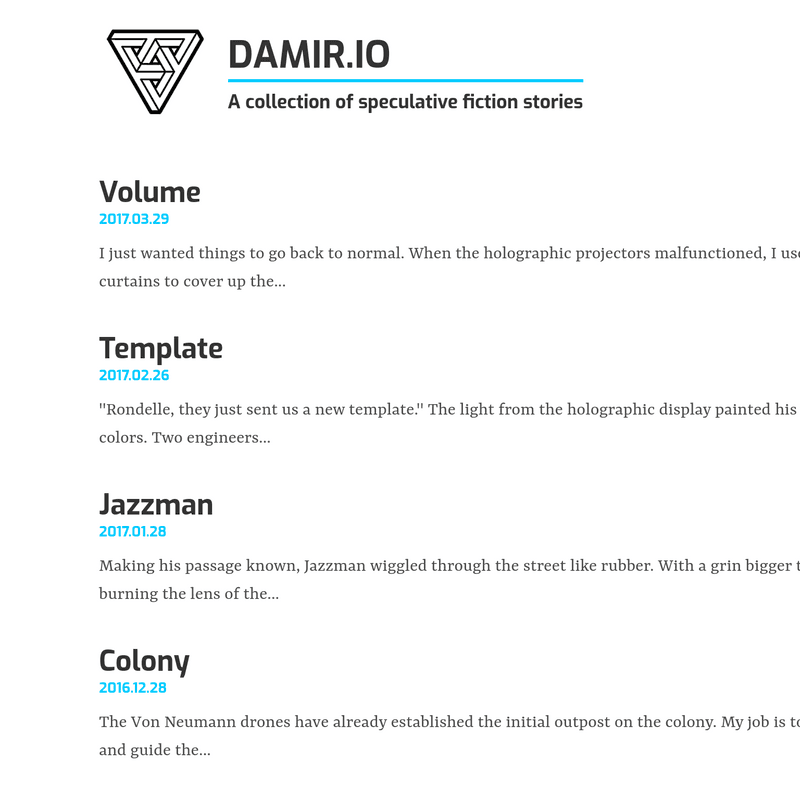 DAMIR.IO
A collection of speculative fiction stories
Volume
2017.03.29
I just wanted things to go back to normal. When the holographic projectors malfunctioned, I
curtains to cover up the...
Template
2017.02.26
"Rondelle, they just sent us a new template." The light from the holographic display painted his
colors. Two engineers...
Jazzman
2017.01.28
Making his passage known, Jazzman wiggled through the street like rubber. With a grin bigger
burning the lens of the...
Colony
2016.12.28
The Von Neumann drones have already established the initial outpost on the colony. My job is
and guide the...